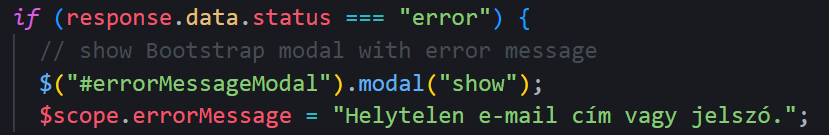 if (response.data.status === "error") {
// show Bootstrap modal with error message
$("#errorMessageModal").modal("show");
$scope.errorMessage = "Helytelen e-mail cím vagy jelszó.";